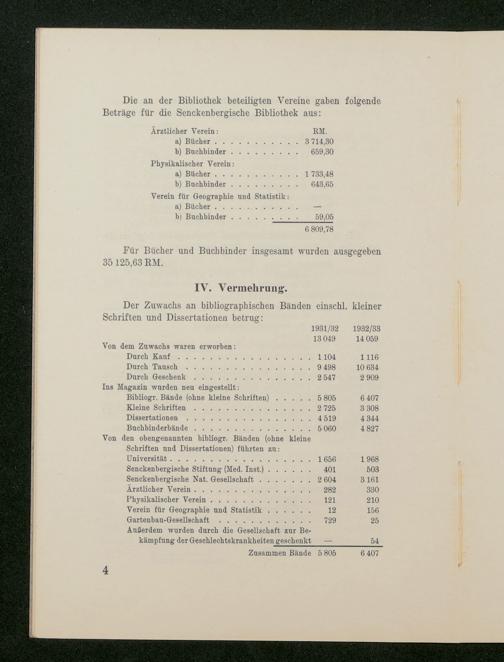 Die an der Bibliothek beteiligten Vereine gaben folgende
Beträge für die Senckenbergische Bibliothek aus:
Ärztlicher Verein: RM.
a) Bücher . . . . . . . . . . . 3 714,30
b) Buchbinder . . . . . . . . . 659,30
Physikalischer Verein:
a) Bücher . . . . . . . . . . . 1 733,48
b) Buchbinder . . . . . . . . . 643,65
Verein für Geographie und Statistik:
a) Bücher . . . . . . . . . . . —
b) Buchbinder . . . . . . . . . 59,05
6 809,78
Für Bücher und Buchbinder insgesamt wurden ausgegeben
35 125,63 RM.
IV. Vermehrung.
Der Zuwachs an bibliographischen Bänden einschl. kleiner
Schriften und Dissertationen betrug:
1931/32 1932/33
13 049 14 059
Von dem Zuwachs waren erworben:
Durch Kauf . . . . . . . . . . . . . . . . . 1 104 1 116
Durch Tausch . . . . . . . . . . . . . . . . 9 498 10 634
Durch Geschenk . . . . . . . . . . . . . . . 2 547 2 909
Ins Magazin wurden neu eingestellt:
Bibliogr. Bände (ohne kleine Schriften) . . . . . 5 805 6 407
Kleine Schriften . . . . . . . . . . . . . . . 2 725 3 308
Dissertationen . . . . . . . . . . . . . . . . 4 519 4 344
Buchbinderbände . . . . . . . . . . . . . . . 5 060 4 827
Von den obengenannten bibliogr. Bänden (ohne kleine
Schriften und Dissertationen) führten zu:
Universität . . . . . . . . . . . . . . . . . . 1 656 1 968
Senckenbergische Stiftung (Med. Inst.) . . . . . . 401 503
Senckenbergische Nat. Gesellschaft . . . . . . . 2 604 3 161
Ärztlicher Verein . . . . . . . . . . . . . . . 282 330
Physikalischer Verein . . . . . . . . . . . . . 121 210
Verein für Geographie und Statistik . . . . . . 12 156
Gartenbau-Gesellschaft . . . . . . . . . . . . 729 25
Außerdem wurden durch die Gesellschaft zur Be-
kämpfung der Geschlechtskrankheiten geschenkt — 54
Zusammen Bände 5 805 6 407
4